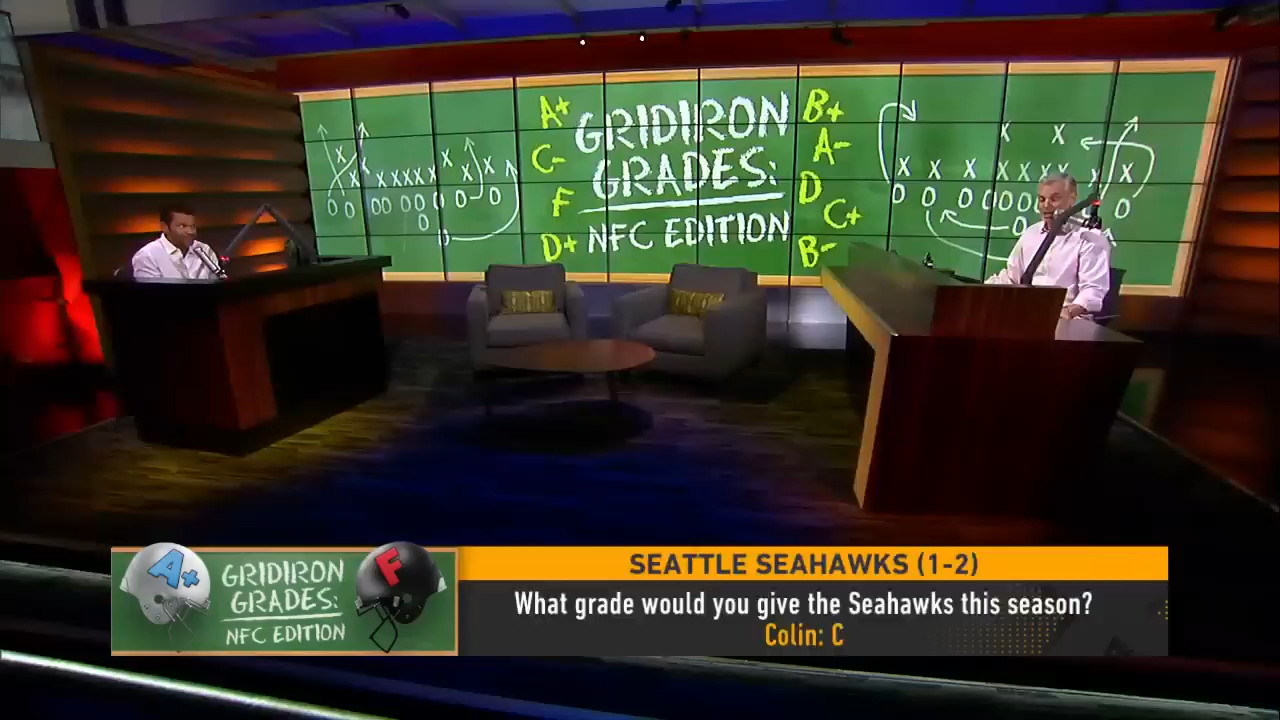 A+
C-
F
D+
GRIDIRON
GRADES:
NFC EDITION
B+
A-
D
C+
B-
X X X X X X X X X X X
O O O O O O O O O O O
X X
X X X X X X X X X
O O O O O O O O O
A+
GRIDIRON
GRADES:
NFC EDITION
F
SEATTLE SEAHAWKS (1-2)
What grade would you give the Seahawks this season?
Colin: C